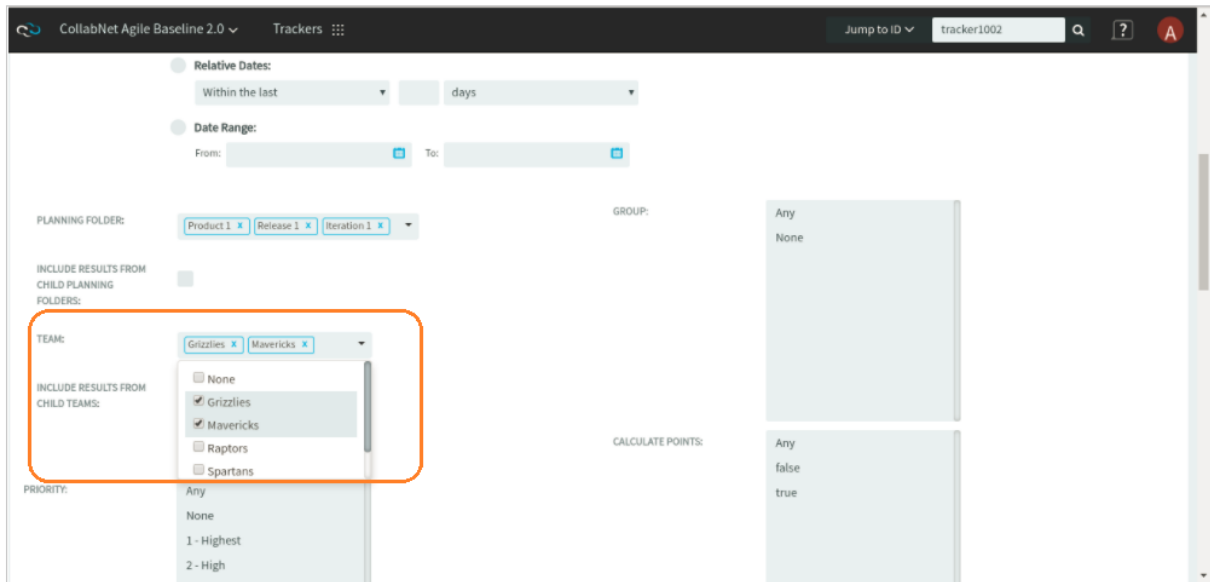 CollabNet Agile Baseline 2.0 Trackers Jump to ID tracker1002 ? A
Relative Dates:
Within the last days
Date Range:
From: To:
PLANNING FOLDER: Product 1 x Release 1 x Iteration 1 x
GROUP:
Any
None
INCLUDE RESULTS FROM
CHILD PLANNING
FOLDERS:
TEAM: Grizzlies x Mavericks x
None
Grizzlies
Mavericks
Raptors
Spartans
INCLUDE RESULTS FROM
CHILD TEAMS:
CALCULATE POINTS:
Any
false
true
PRIORITY:
Any
None
1 - Highest
2 - High